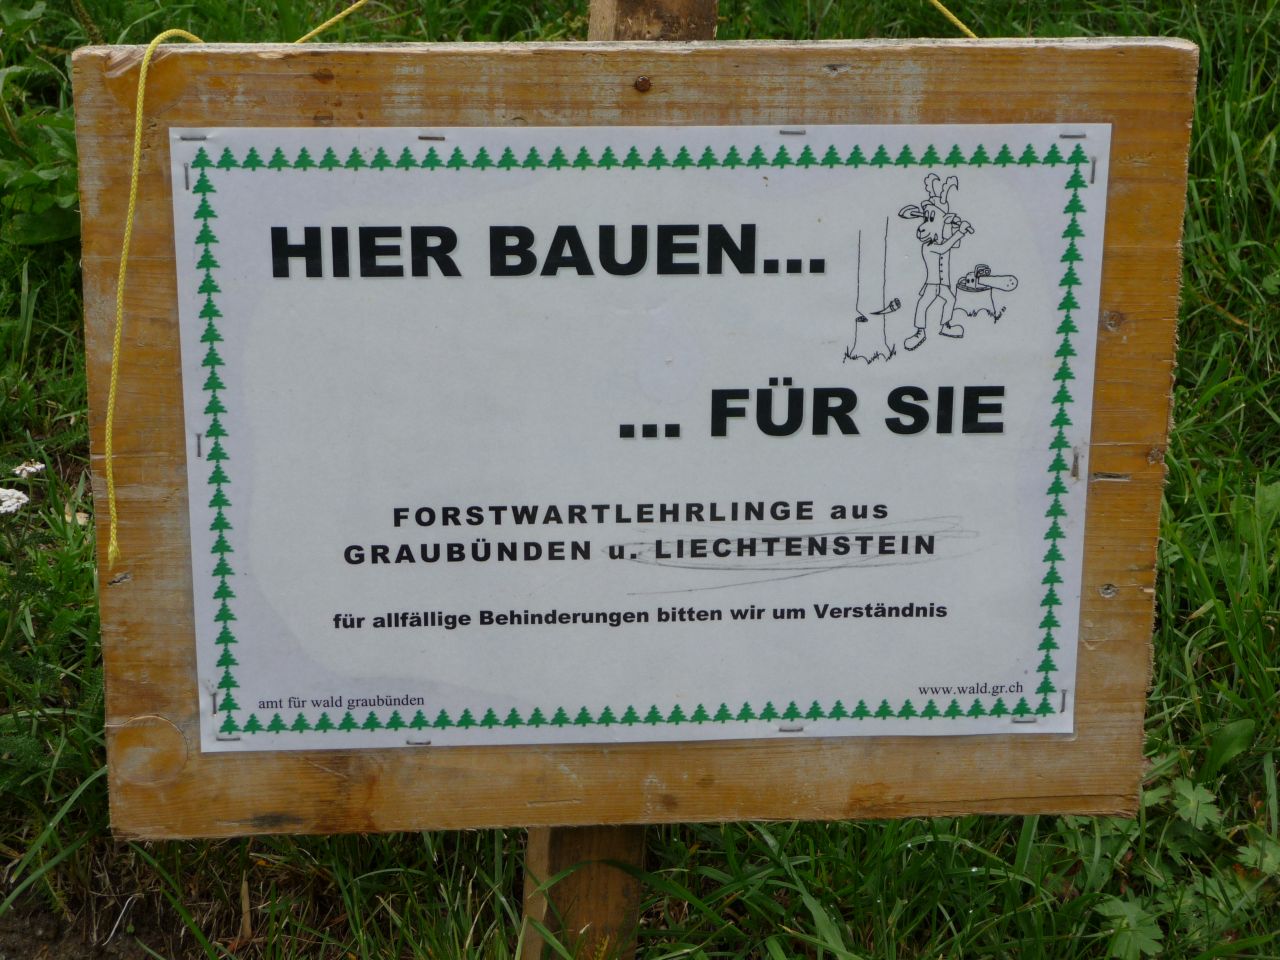 HIER BAUEN...
... FÜR SIE
FORSTWARTLEHRLINGE aus
GRAUBÜNDEN u. LIECHTENSTEIN
für allfällige Behinderungen bitten wir um Verständnis
amt für wald graubünden
www.wald.gr.ch